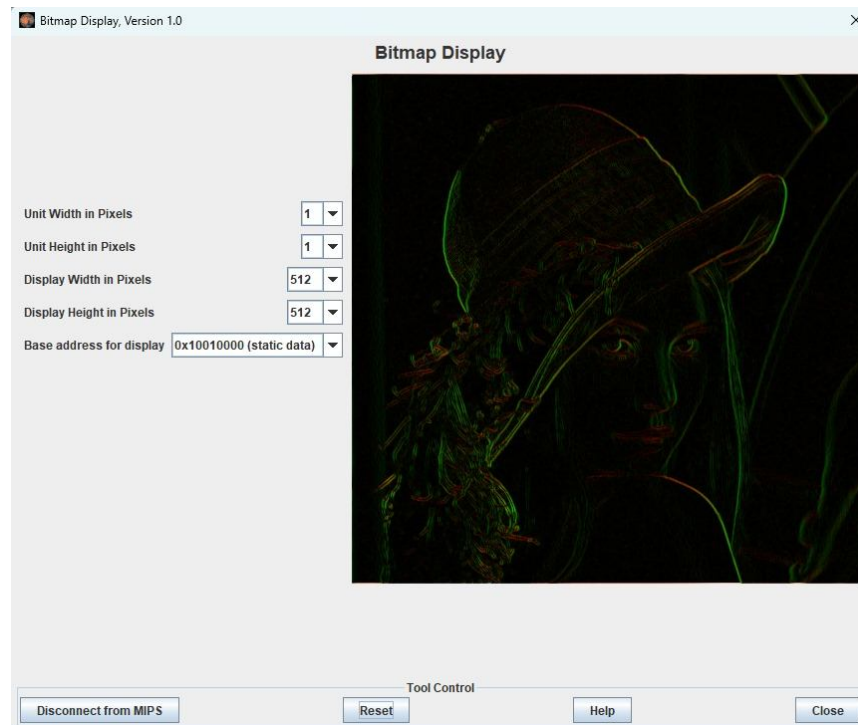 Bitmap Display, Version 1.0
Bitmap Display
Unit Width in Pixels 1
Unit Height in Pixels 1
Display Width in Pixels 512
Display Height in Pixels 512
Base address for display 0x10010000 (static data)
Tool Control
Disconnect from MIPS Reset Help Close